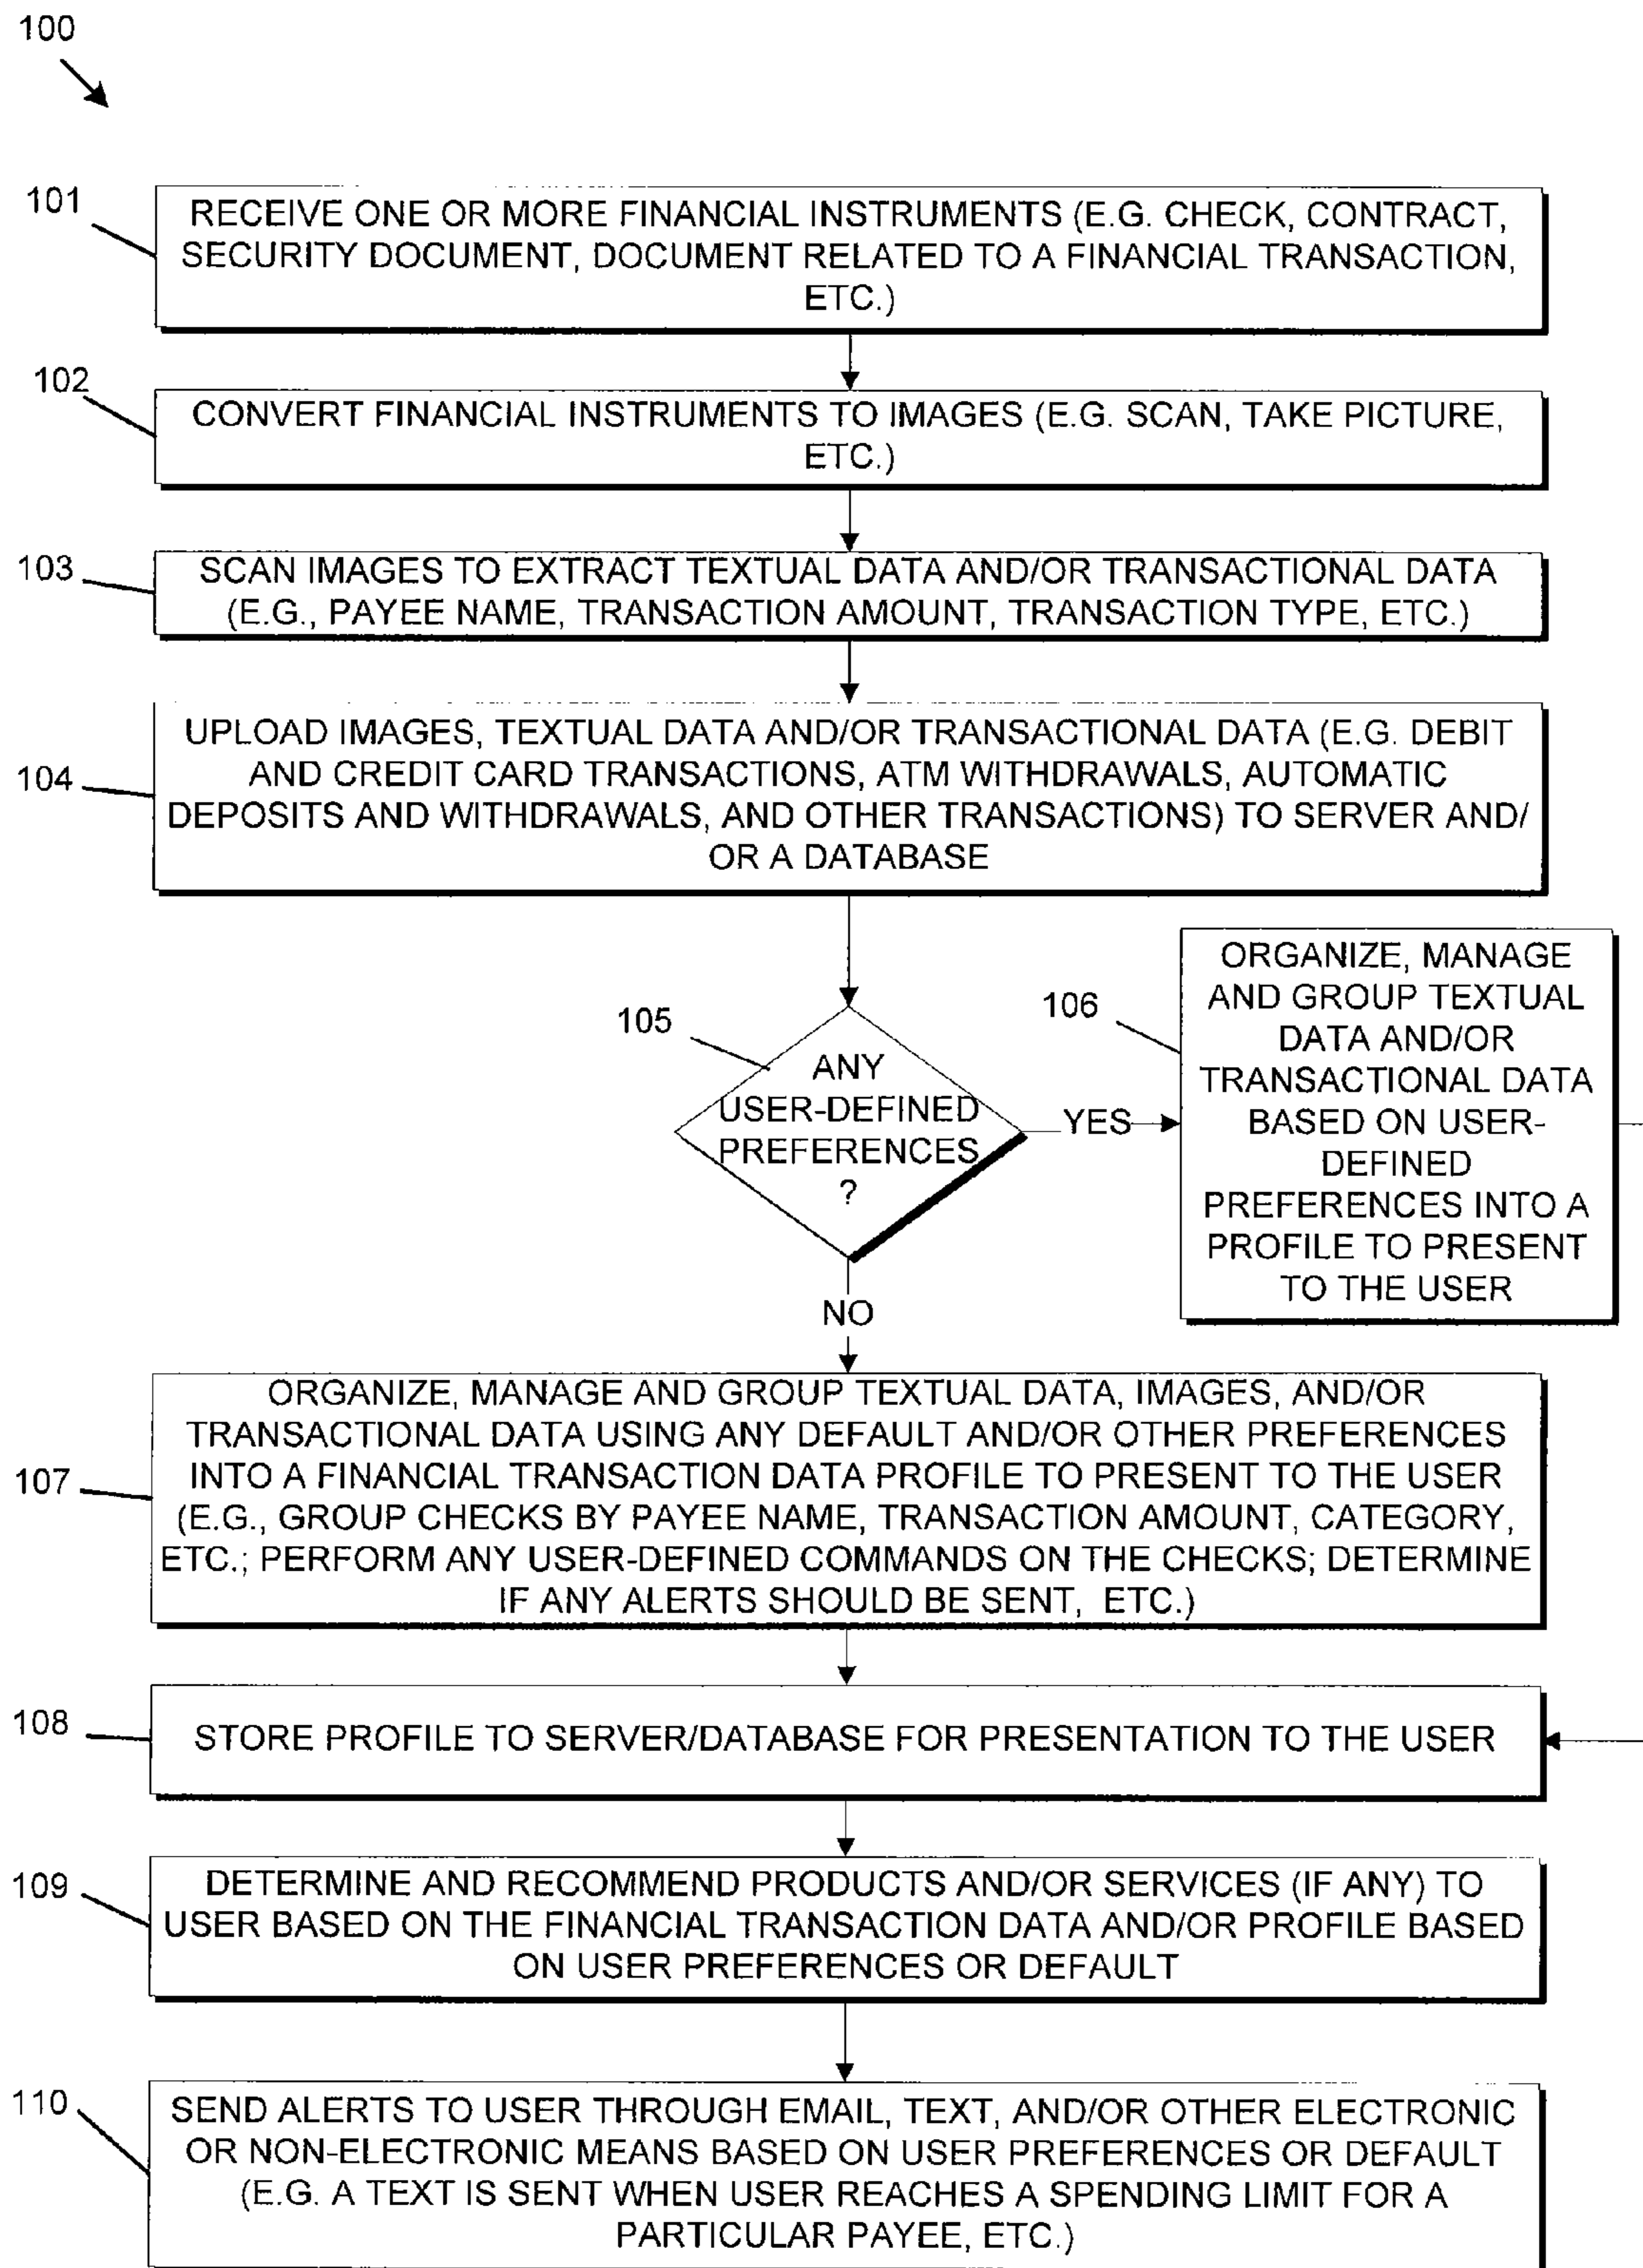 100
101
RECEIVE ONE OR MORE FINANCIAL INSTRUMENTS (E.G. CHECK, CONTRACT,
SECURITY DOCUMENT, DOCUMENT RELATED TO A FINANCIAL TRANSACTION,
ETC.)
102
CONVERT FINANCIAL INSTRUMENTS TO IMAGES (E.G. SCAN, TAKE PICTURE,
ETC.)
103
SCAN IMAGES TO EXTRACT TEXTUAL DATA AND/OR TRANSACTIONAL DATA
(E.G., PAYEE NAME, TRANSACTION AMOUNT, TRANSACTION TYPE, ETC.)
104
UPLOAD IMAGES, TEXTUAL DATA AND/OR TRANSACTIONAL DATA (E.G. DEBIT
AND CREDIT CARD TRANSACTIONS, ATM WITHDRAWALS, AUTOMATIC
DEPOSITS AND WITHDRAWALS, AND OTHER TRANSACTIONS) TO SERVER AND/
OR A DATABASE
105
ANY
USER-DEFINED
PREFERENCES
?
YES
106
ORGANIZE, MANAGE
AND GROUP TEXTUAL
DATA AND/OR
TRANSACTIONAL DATA
BASED ON USER-
DEFINED
PREFERENCES INTO A
PROFILE TO PRESENT
TO THE USER
NO
107
ORGANIZE, MANAGE AND GROUP TEXTUAL DATA, IMAGES, AND/OR
TRANSACTIONAL DATA USING ANY DEFAULT AND/OR OTHER PREFERENCES
INTO A FINANCIAL TRANSACTION DATA PROFILE TO PRESENT TO THE USER
(E.G., GROUP CHECKS BY PAYEE NAME, TRANSACTION AMOUNT, CATEGORY,
ETC.; PERFORM ANY USER-DEFINED COMMANDS ON THE CHECKS; DETERMINE
IF ANY ALERTS SHOULD BE SENT, ETC.)
108
STORE PROFILE TO SERVER/DATABASE FOR PRESENTATION TO THE USER
109
DETERMINE AND RECOMMEND PRODUCTS AND/OR SERVICES (IF ANY) TO
USER BASED ON THE FINANCIAL TRANSACTION DATA AND/OR PROFILE BASED
ON USER PREFERENCES OR DEFAULT
110
SEND ALERTS TO USER THROUGH EMAIL, TEXT, AND/OR OTHER ELECTRONIC
OR NON-ELECTRONIC MEANS BASED ON USER PREFERENCES OR DEFAULT
(E.G. A TEXT IS SENT WHEN USER REACHES A SPENDING LIMIT FOR A
PARTICULAR PAYEE, ETC.)